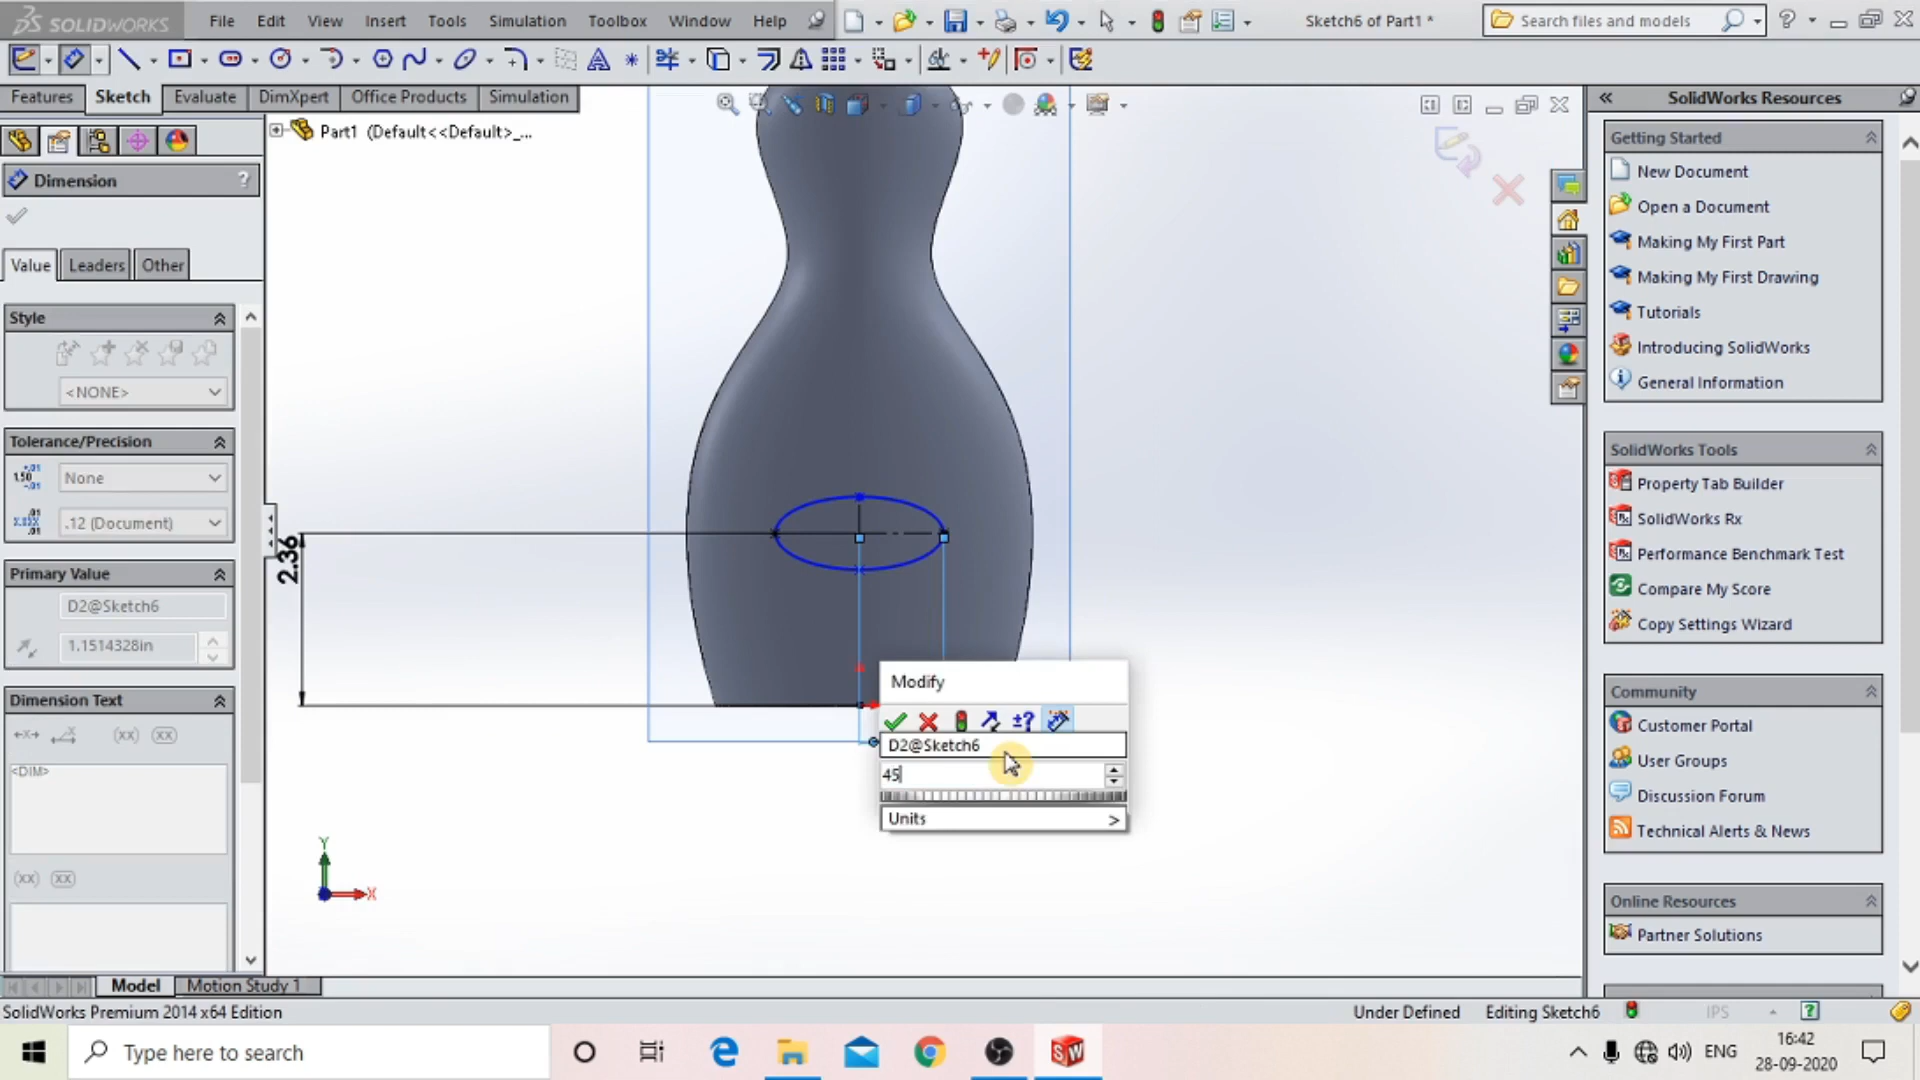 SOLIDWORKS
File Edit View Insert Tools Simulation Toolbox Window Help
Sketch6 of Part1 *
Search files and models
Features Sketch Evaluate DimXpert Office Products Simulation
Part1 (Default<<Default>_...
Dimension
?
Value Leaders Other
Style
<NONE>
Tolerance/Precision
None
.12 (Document)
Primary Value
D2@Sketch6
1.1514328in
Dimension Text
(xx) (xx)
<DIM>
(xx) (xx)
2.36
Modify
±?
D2@Sketch6
45
Units >
Y
X
SolidWorks Resources
Getting Started
New Document
Open a Document
Making My First Part
Making My First Drawing
Tutorials
Introducing SolidWorks
General Information
SolidWorks Tools
Property Tab Builder
SolidWorks Rx
Performance Benchmark Test
Compare My Score
Copy Settings Wizard
Community
Customer Portal
User Groups
Discussion Forum
Technical Alerts & News
Online Resources
Partner Solutions
Model Motion Study 1
SolidWorks Premium 2014 x64 Edition
Under Defined Editing Sketch6 IPS
Type here to search
ENG
16:42
28-09-2020